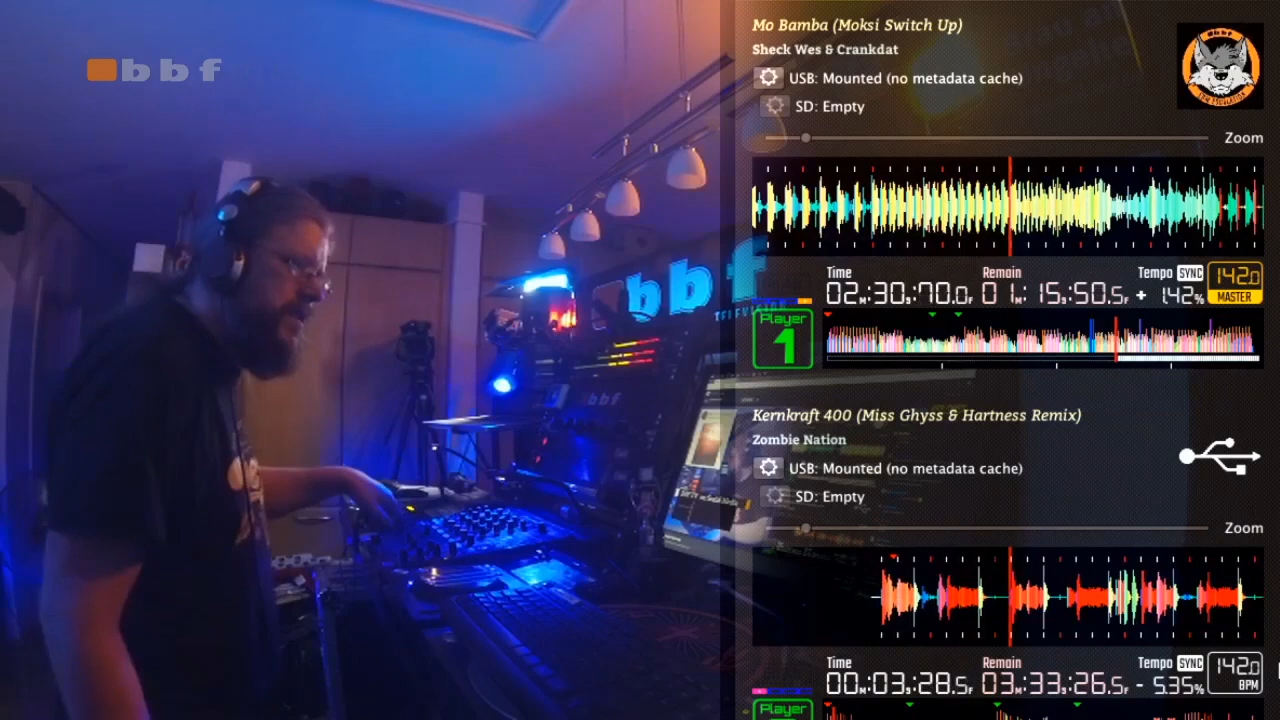 bbf
Mo Bamba (Moksi Switch Up)
Sheck Wes & Crankdat
USB: Mounted (no metadata cache)
SD: Empty
Zoom
Time
Remain
Tempo SYNC
142.0
MASTER
02M:30S:70.0F
01M:15S:50.5F
+ 1.42%
bbf
TELEVISION
bbf
Player
1
Kernkraft 400 (Miss Ghyss & Hartness Remix)
Zombie Nation
USB: Mounted (no metadata cache)
SD: Empty
Zoom
Time
Remain
Tempo SYNC
142.0
BPM
00M:03S:28.5F
03M:33S:26.5F
- 5.35%
Player